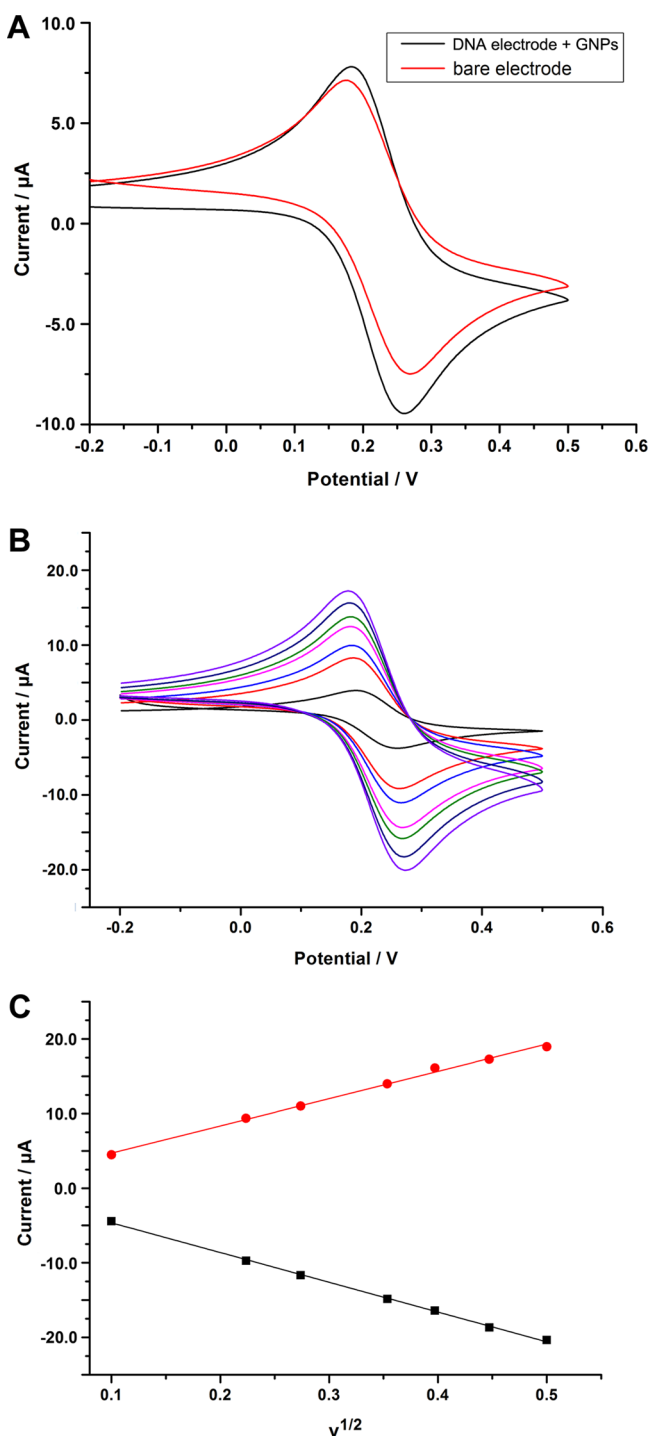 A
DNA electrode + GNPs
bare electrode
10.0
5.0
0.0
-5.0
-10.0
Current / µA
-0.2 -0.1 0.0 0.1 0.2 0.3 0.4 0.5 0.6
Potential / V
B
20.0
10.0
0.0
-10.0
-20.0
Current / µA
-0.2 0.0 0.2 0.4 0.6
Potential / V
C
20.0
10.0
0.0
-10.0
-20.0
Current / µA
0.1 0.2 0.3 0.4 0.5
v^1/2